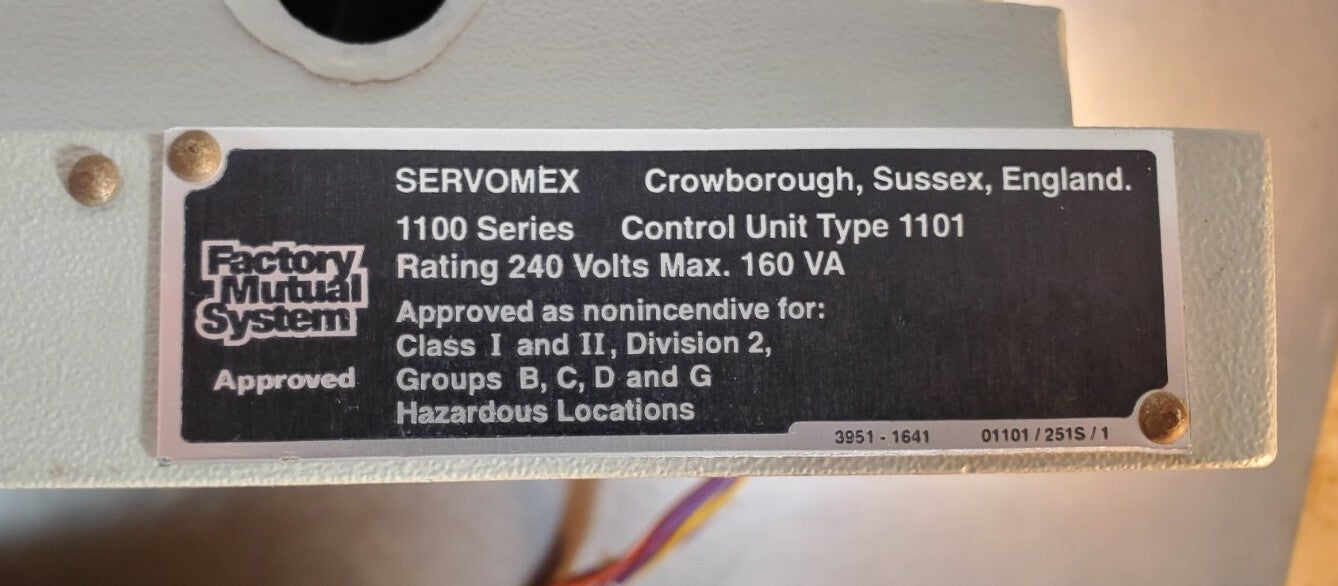 SERVOMEX Crowborough, Sussex, England.
1100 Series Control Unit Type 1101
Rating 240 Volts Max. 160 VA
Factory
Mutual
System
Approved
Approved as nonincendive for:
Class I and II, Division 2,
Groups B, C, D and G
Hazardous Locations
3951 - 1641 01101 / 251S / 1